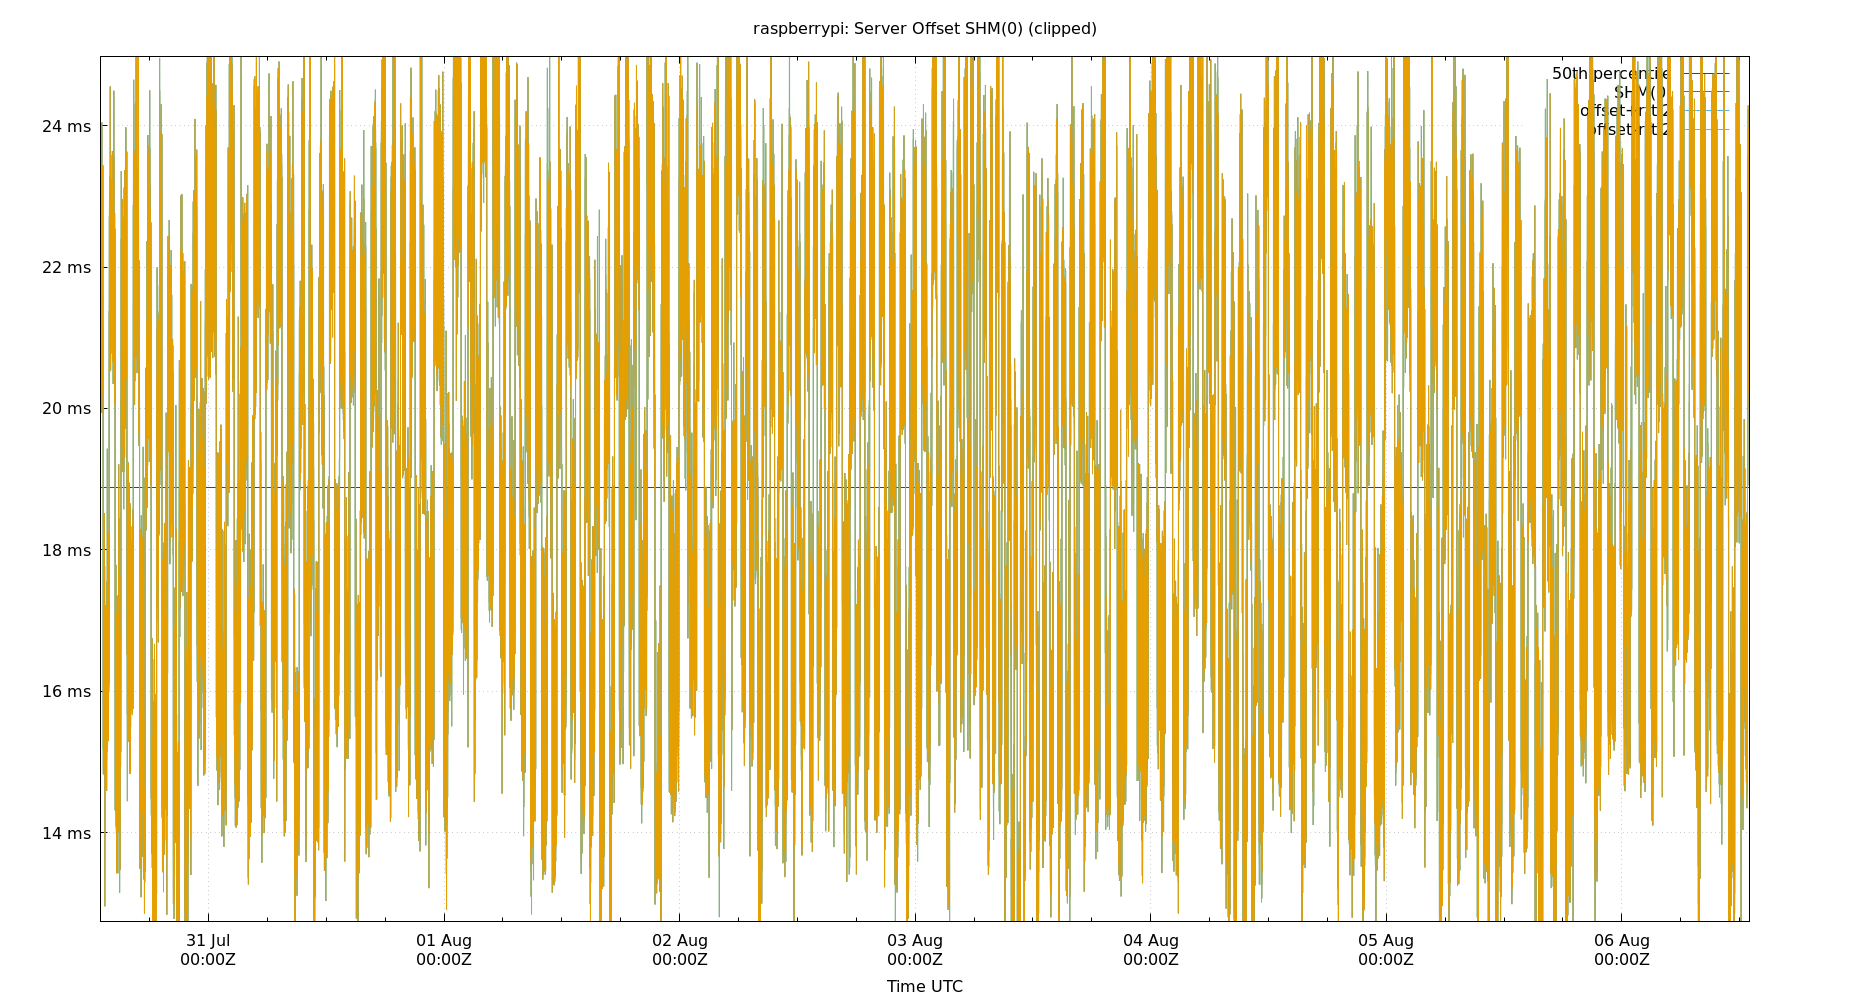 raspberrypi: Server Offset SHM(0) (clipped)
50th percentile
SHM(0)
24 ms
22 ms
20 ms
18 ms
16 ms
14 ms
31 Jul
00:00Z
01 Aug
00:00Z
02 Aug
00:00Z
03 Aug
00:00Z
04 Aug
00:00Z
05 Aug
00:00Z
06 Aug
00:00Z
Time UTC